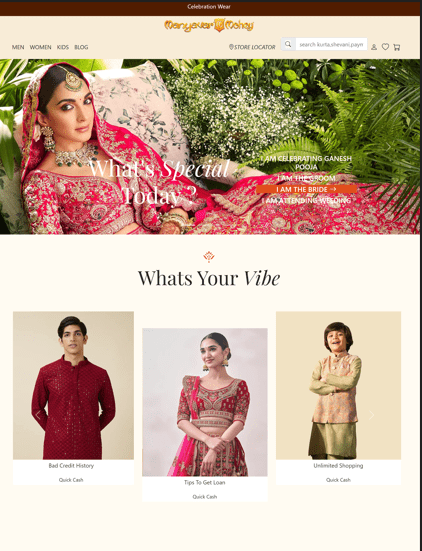 Celebration Wear
Manyavar Mohey
MEN WOMEN KIDS BLOG
STORE LOCATOR
search kurta,shevani,paym
What's Special
Today ?
I AM CELEBRATING GANESH
POOJA
I AM THE GROOM
I AM THE BRIDE →
I AM ATTENDING WEDDING
Whats Your Vibe
Bad Credit History
Quick Cash
Tips To Get Loan
Quick Cash
Unlimited Shopping
Quick Cash